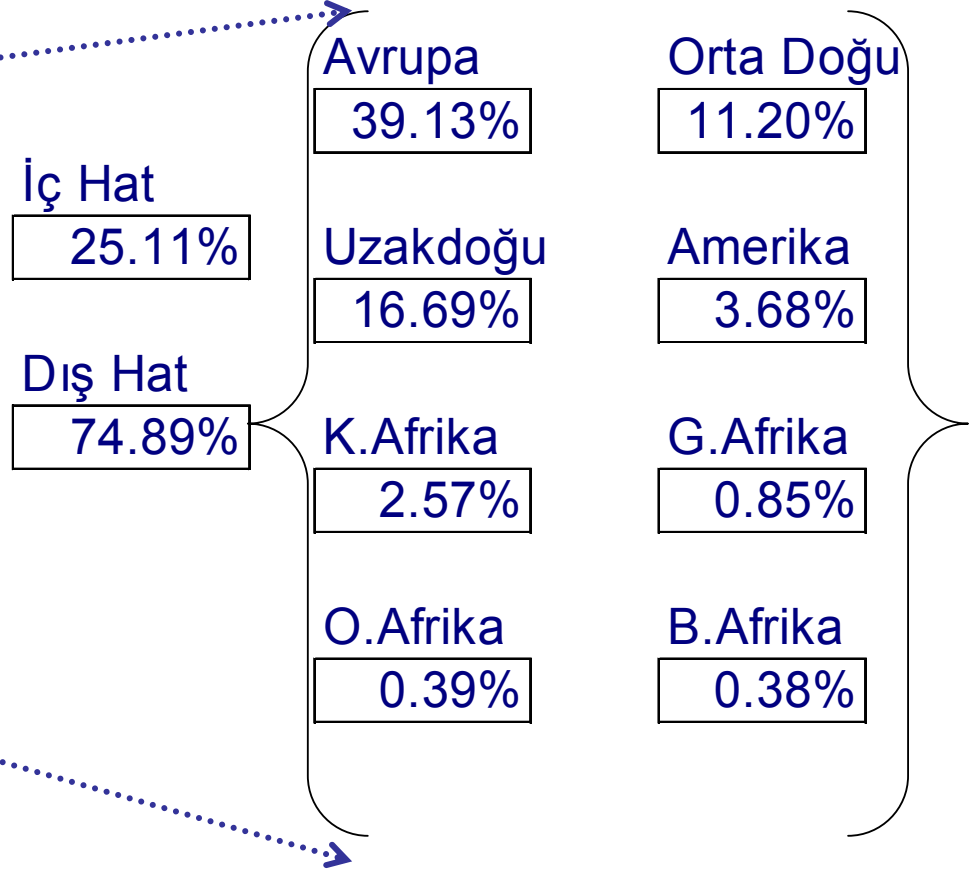 İç Hat
25.11%
Dış Hat
74.89%
Avrupa
39.13%
Orta Doğu
11.20%
Uzakdoğu
16.69%
Amerika
3.68%
K.Afrika
2.57%
G.Afrika
0.85%
O.Afrika
0.39%
B.Afrika
0.38%